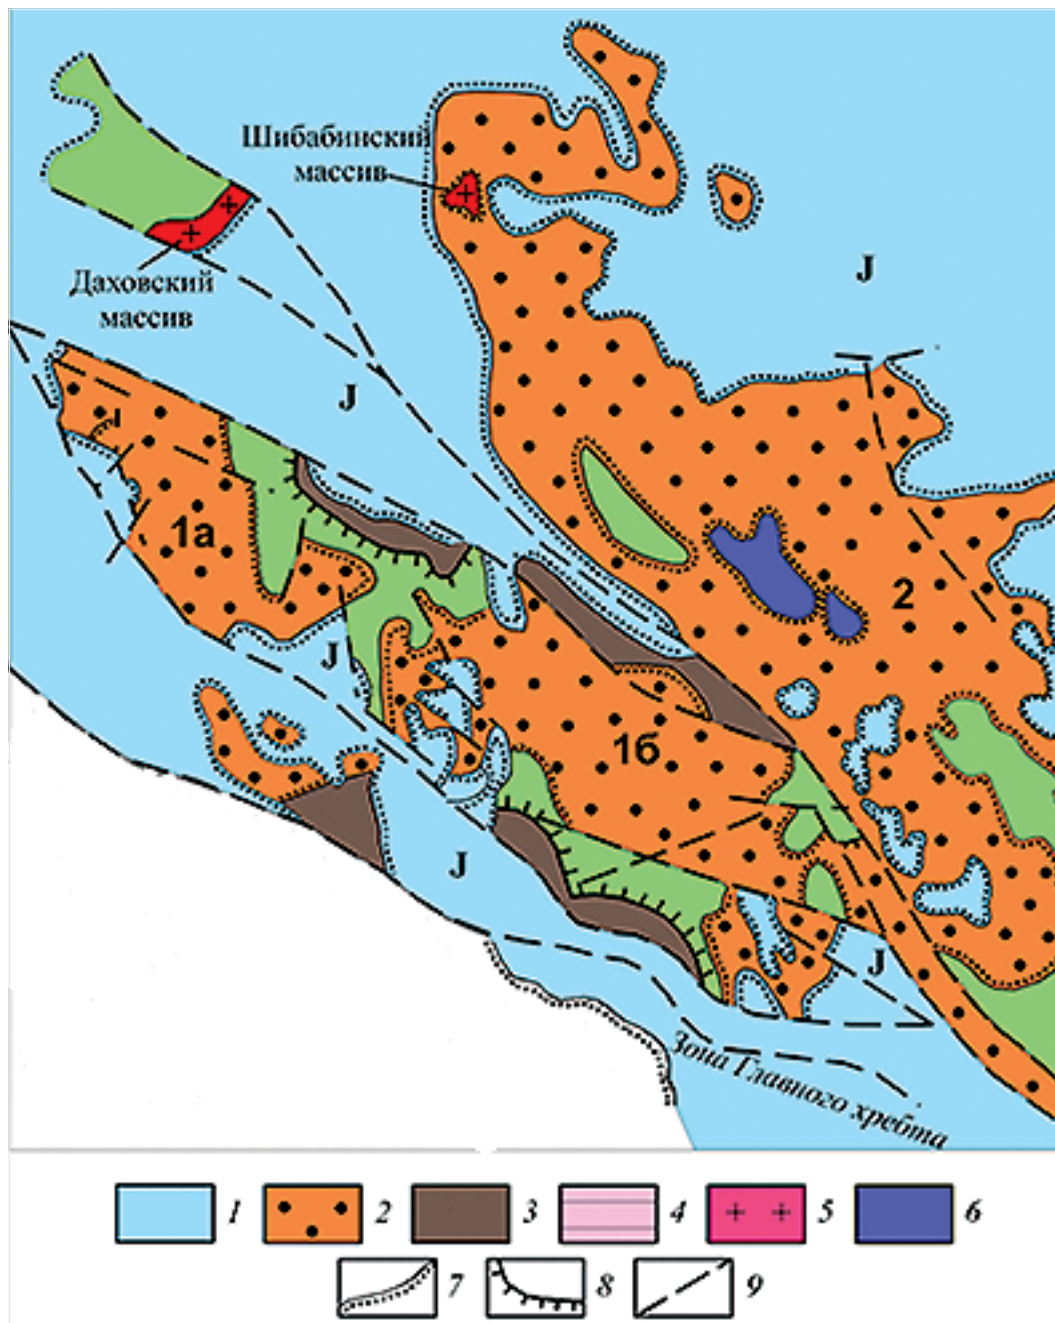 Шибабинский
массив
Даховский
массив
J
J
1а
2
J
1б
J
J
Зона Главного хребта
1
2
3
4
5
6
7
8
9